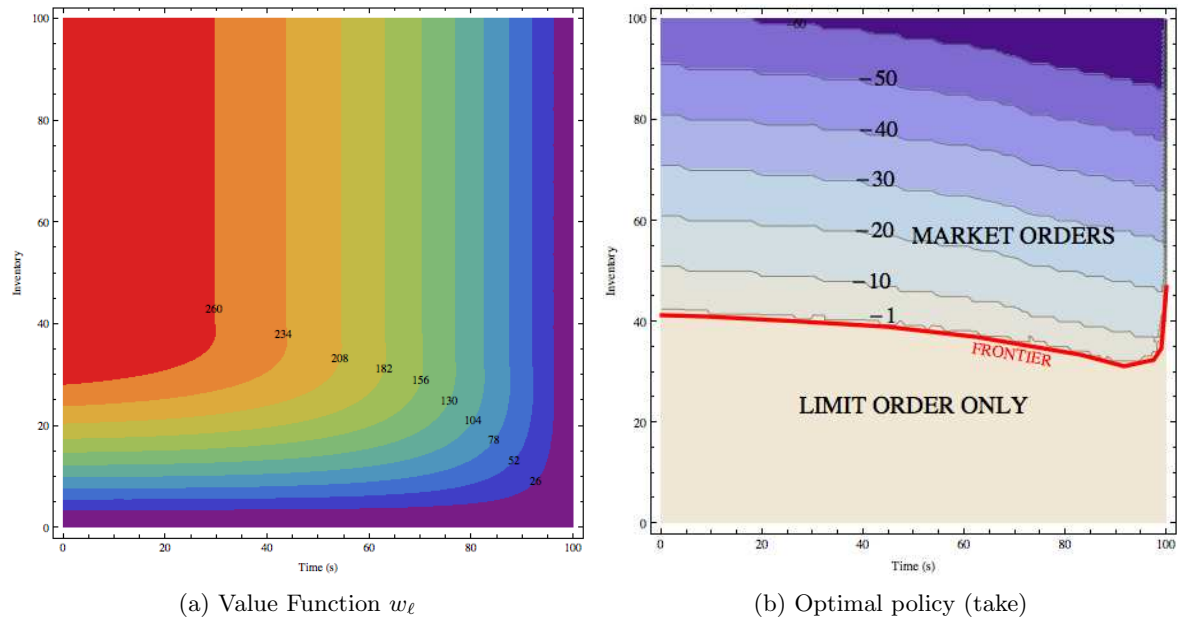 100
80
60
40
20
0
Inventory
260
234
208
182
156
130
104
78
52
26
0 20 40 60 80 100
Time (s)
(a) Value Function wℓ
100
80
60
40
20
0
Inventory
−60
−50
−40
−30
−20
MARKET ORDERS
−10
−1
FRONTIER
LIMIT ORDER ONLY
0 20 40 60 80 100
Time (s)
(b) Optimal policy (take)